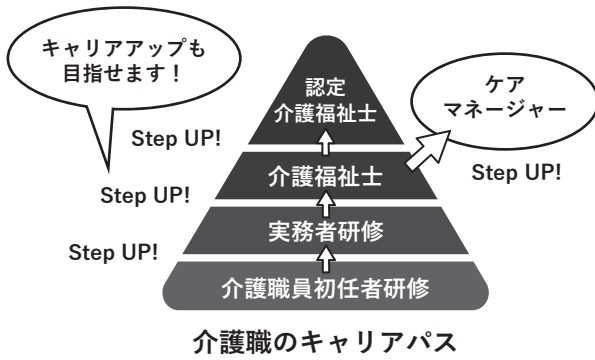 キャリアアップも
目指せます！
認定
介護福祉士
ケア
マネージャー
Step UP!
介護福祉士
Step UP!
Step UP!
実務者研修
Step UP!
介護職員初任者研修
介護職のキャリアパス